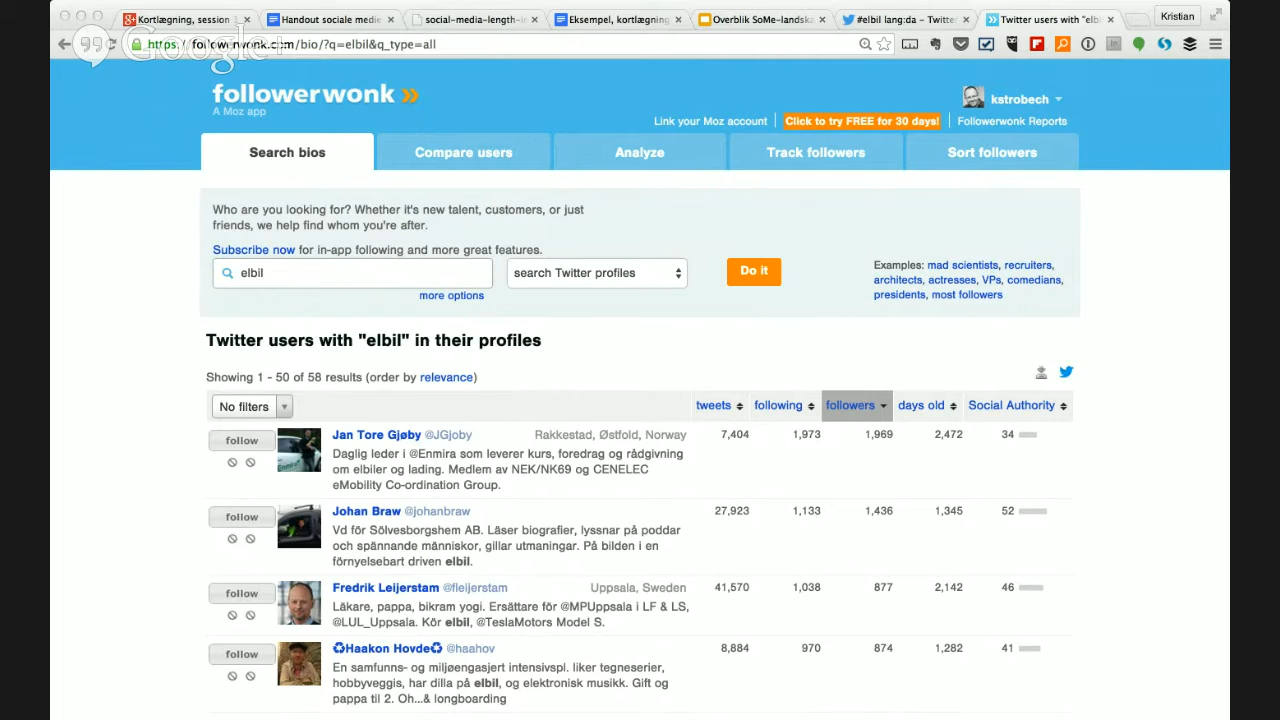 Kortlægning, session
Handout sociale medie
social-media-length-
Eksempel, kortlægning
Overblik SoMe-landska
#elbil lang:da – Twitter
Twitter users with "elb
Kristian
https://followerwonk.com/bio/?q=elbil&q_type=all
Google+
followerwonk
A Moz app
kstrobech
Link your Moz account
Click to try FREE for 30 days!
Followerwonk Reports
Search bios
Compare users
Analyze
Track followers
Sort followers
Who are you looking for? Whether it's new talent, customers, or just
friends, we help find whom you're after.
Subscribe now for in-app following and more great features.
elbil
search Twitter profiles
Do it
more options
Examples: mad scientists, recruiters,
architects, actresses, VPs, comedians,
presidents, most followers
Twitter users with "elbil" in their profiles
Showing 1 - 50 of 58 results (order by relevance)
No filters
tweets following followers days old Social Authority
follow
Jan Tore Gjøby @JGjoby Rakkestad, Østfold, Norway 7,404 1,973 1,969 2,472 34
Daglig leder i @Enmira som leverer kurs, foredrag og rådgivning
om elbiler og lading. Medlem av NEK/NK69 og CENELEC
eMobility Co-ordination Group.
follow
Johan Braw @johanbraw 27,923 1,133 1,436 1,345 52
Vd för Sölvesborgshem AB. Läser biografier, lyssnar på poddar
och spännande människor, gillar utmaningar. På bilden i en
förnyelsebart driven elbil.
follow
Fredrik Leijerstam @fleijerstam Uppsala, Sweden 41,570 1,038 877 2,142 46
Läkare, pappa, bikram yogi. Ersättare för @MPUppsala i LF & LS,
@LUL_Uppsala. Kör elbil, @TeslaMotors Model S.
follow
♻Haakon Hovde♻ @haahov 8,884 970 874 1,282 41
En samfunns- og miljøengasjert intensivspl. liker tegneserier,
hobbyveggis, har dilla på elbil, og elektronisk musikk. Gift og
pappa til 2. Oh...& longboarding